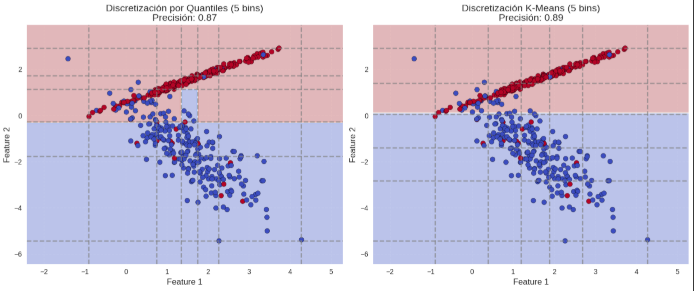 Discretización por Quantiles (5 bins)
Precisión: 0.87
Feature 2
2
0
−2
−4
−6
−2 −1 0 1 2 3 4 5
Feature 1
Discretización K-Means (5 bins)
Precisión: 0.89
Feature 2
2
0
−2
−4
−6
−2 −1 0 1 2 3 4 5
Feature 1